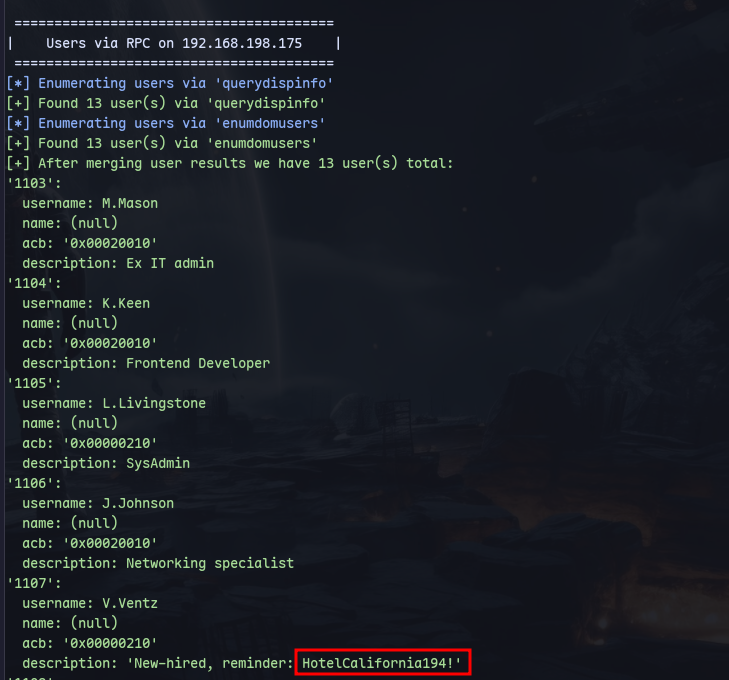 ========================================
|    Users via RPC on 192.168.198.175    |
========================================
[*] Enumerating users via 'querydispinfo'
[+] Found 13 user(s) via 'querydispinfo'
[*] Enumerating users via 'enumdomusers'
[+] Found 13 user(s) via 'enumdomusers'
[+] After merging user results we have 13 user(s) total:
'1103':
  username: M.Mason
  name: (null)
  acb: '0x00020010'
  description: Ex IT admin
'1104':
  username: K.Keen
  name: (null)
  acb: '0x00020010'
  description: Frontend Developer
'1105':
  username: L.Livingstone
  name: (null)
  acb: '0x00000210'
  description: SysAdmin
'1106':
  username: J.Johnson
  name: (null)
  acb: '0x00020010'
  description: Networking specialist
'1107':
  username: V.Ventz
  name: (null)
  acb: '0x00000210'
  description: 'New-hired, reminder: HotelCalifornia194!'